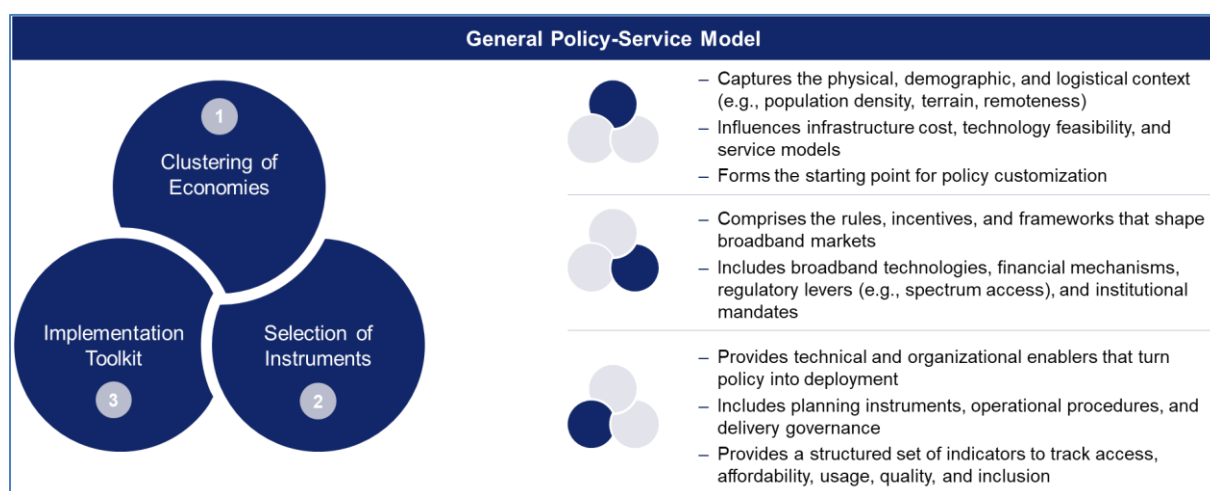 General Policy-Service Model
1
Clustering of
Economies
Implementation
Toolkit
3
Selection of
Instruments
2
– Captures the physical, demographic, and logistical context
(e.g., population density, terrain, remoteness)
– Influences infrastructure cost, technology feasibility, and
service models
– Forms the starting point for policy customization
– Comprises the rules, incentives, and frameworks that shape
broadband markets
– Includes broadband technologies, financial mechanisms,
regulatory levers (e.g., spectrum access), and institutional
mandates
– Provides technical and organizational enablers that turn
policy into deployment
– Includes planning instruments, operational procedures, and
delivery governance
– Provides a structured set of indicators to track access,
affordability, usage, quality, and inclusion